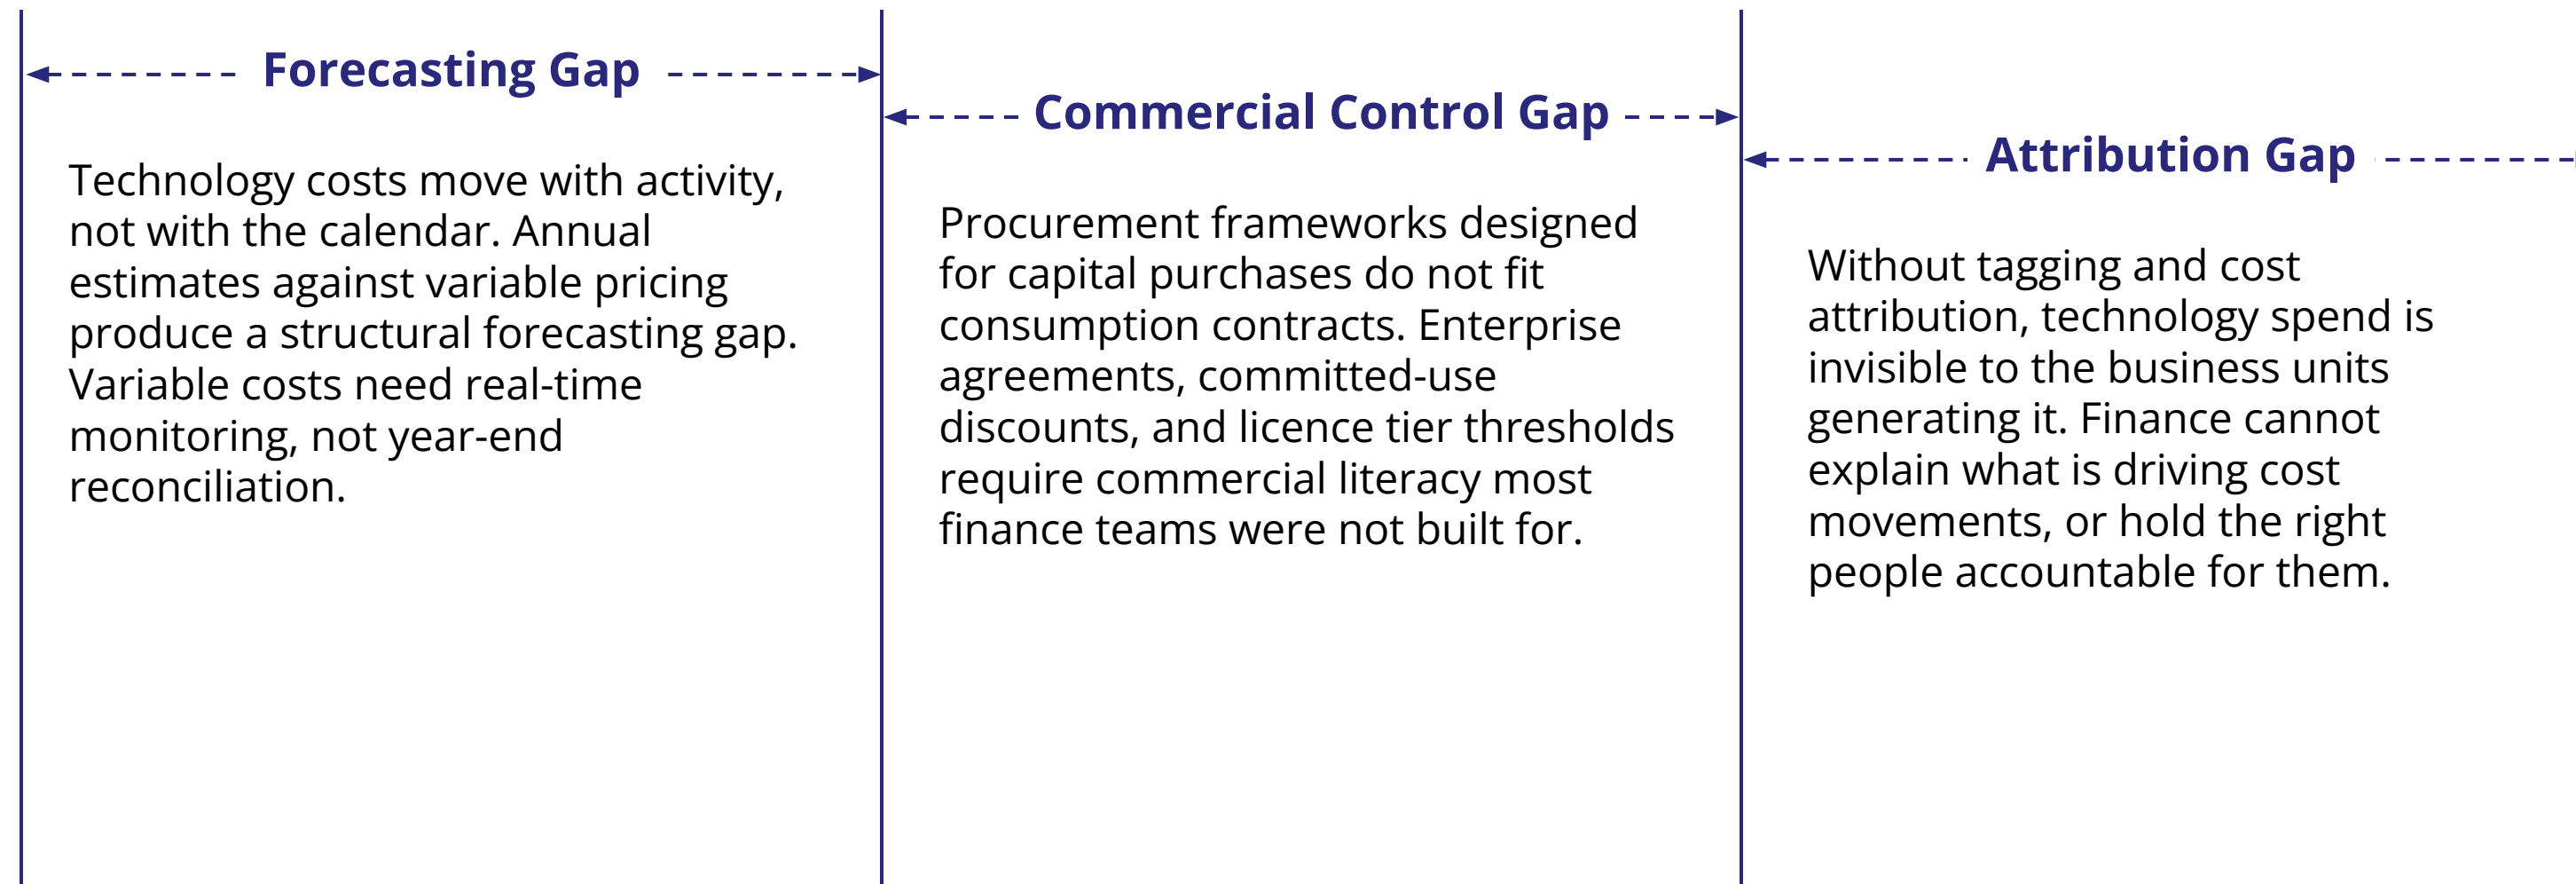 Forecasting Gap
Technology costs move with activity,
not with the calendar. Annual
estimates against variable pricing
produce a structural forecasting gap.
Variable costs need real-time
monitoring, not year-end
reconciliation.
Commercial Control Gap
Procurement frameworks designed
for capital purchases do not fit
consumption contracts. Enterprise
agreements, committed-use
discounts, and licence tier thresholds
require commercial literacy most
finance teams were not built for.
Attribution Gap
Without tagging and cost
attribution, technology spend is
invisible to the business units
generating it. Finance cannot
explain what is driving cost
movements, or hold the right
people accountable for them.